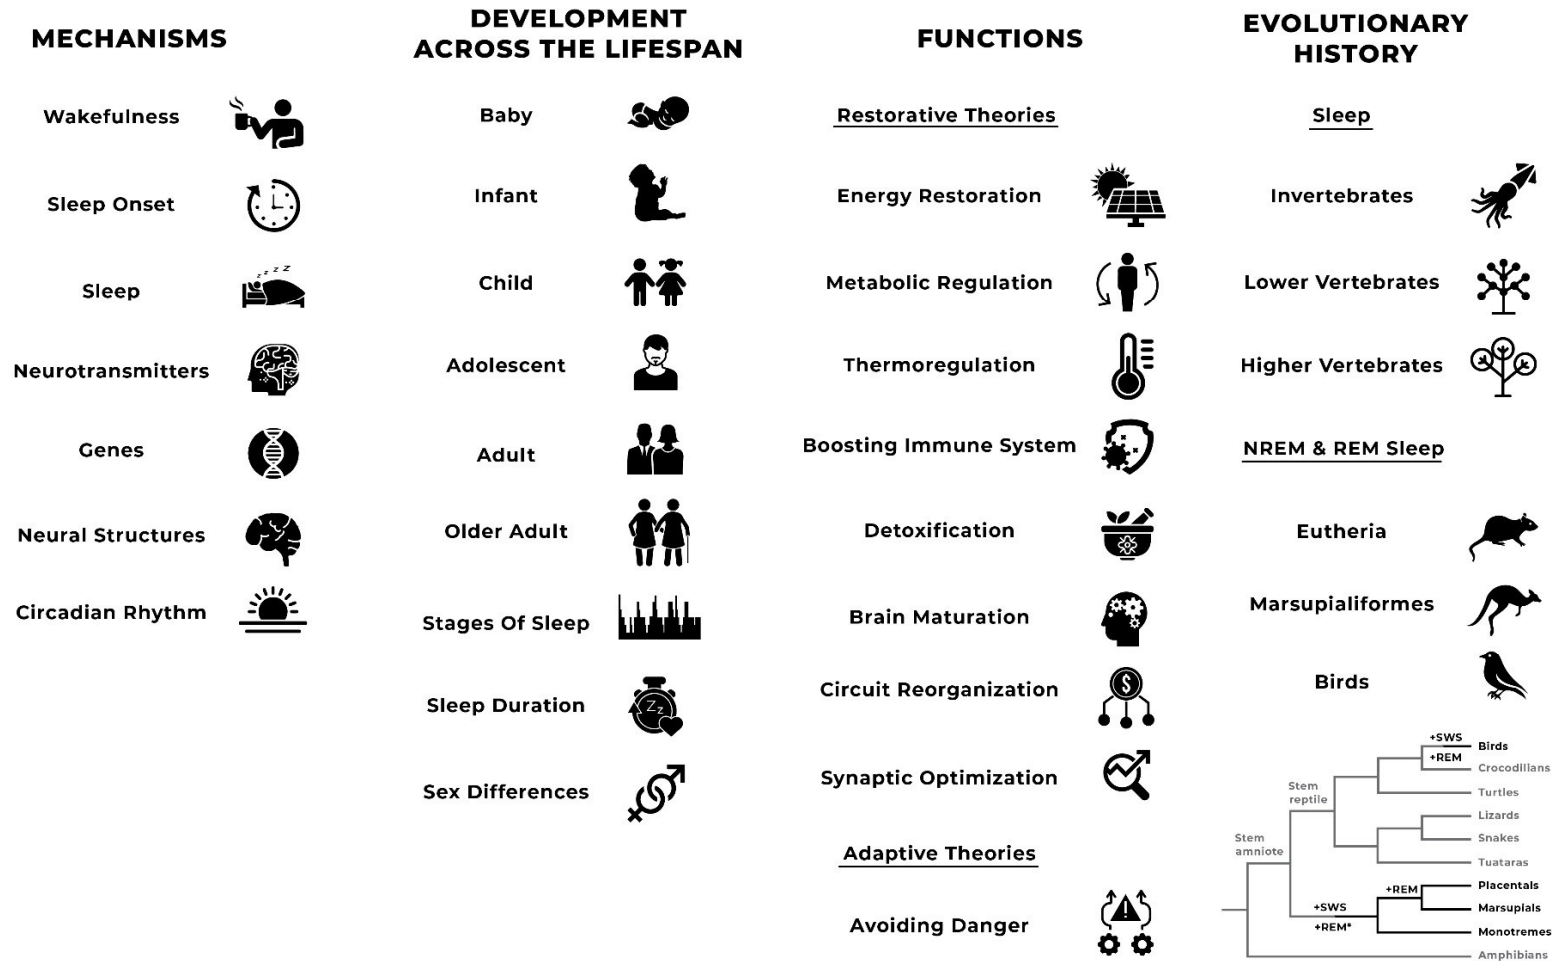 MECHANISMS
Wakefulness
Sleep Onset
z z z z
Sleep
Neurotransmitters
Genes
Neural Structures
Circadian Rhythm
DEVELOPMENT
ACROSS THE LIFESPAN
Baby
Infant
Child
Adolescent
Adult
Older Adult
Stages Of Sleep
Sleep Duration
Zz
Sex Differences
FUNCTIONS
Restorative Theories
Energy Restoration
Metabolic Regulation
Thermoregulation
Boosting Immune System
Detoxification
Brain Maturation
Circuit Reorganization
$
Synaptic Optimization
Adaptive Theories
Avoiding Danger
!
EVOLUTIONARY
HISTORY
Sleep
Invertebrates
Lower Vertebrates
Higher Vertebrates
NREM & REM Sleep
Eutheria
Marsupialiformes
Birds
+SWS
+REM
Birds
Crocodilians
Turtles
Stem
reptile
Lizards
Snakes
Tuataras
Stem
amniote
+REM
Placentals
+SWS
+REM*
Marsupials
Monotremes
Amphibians